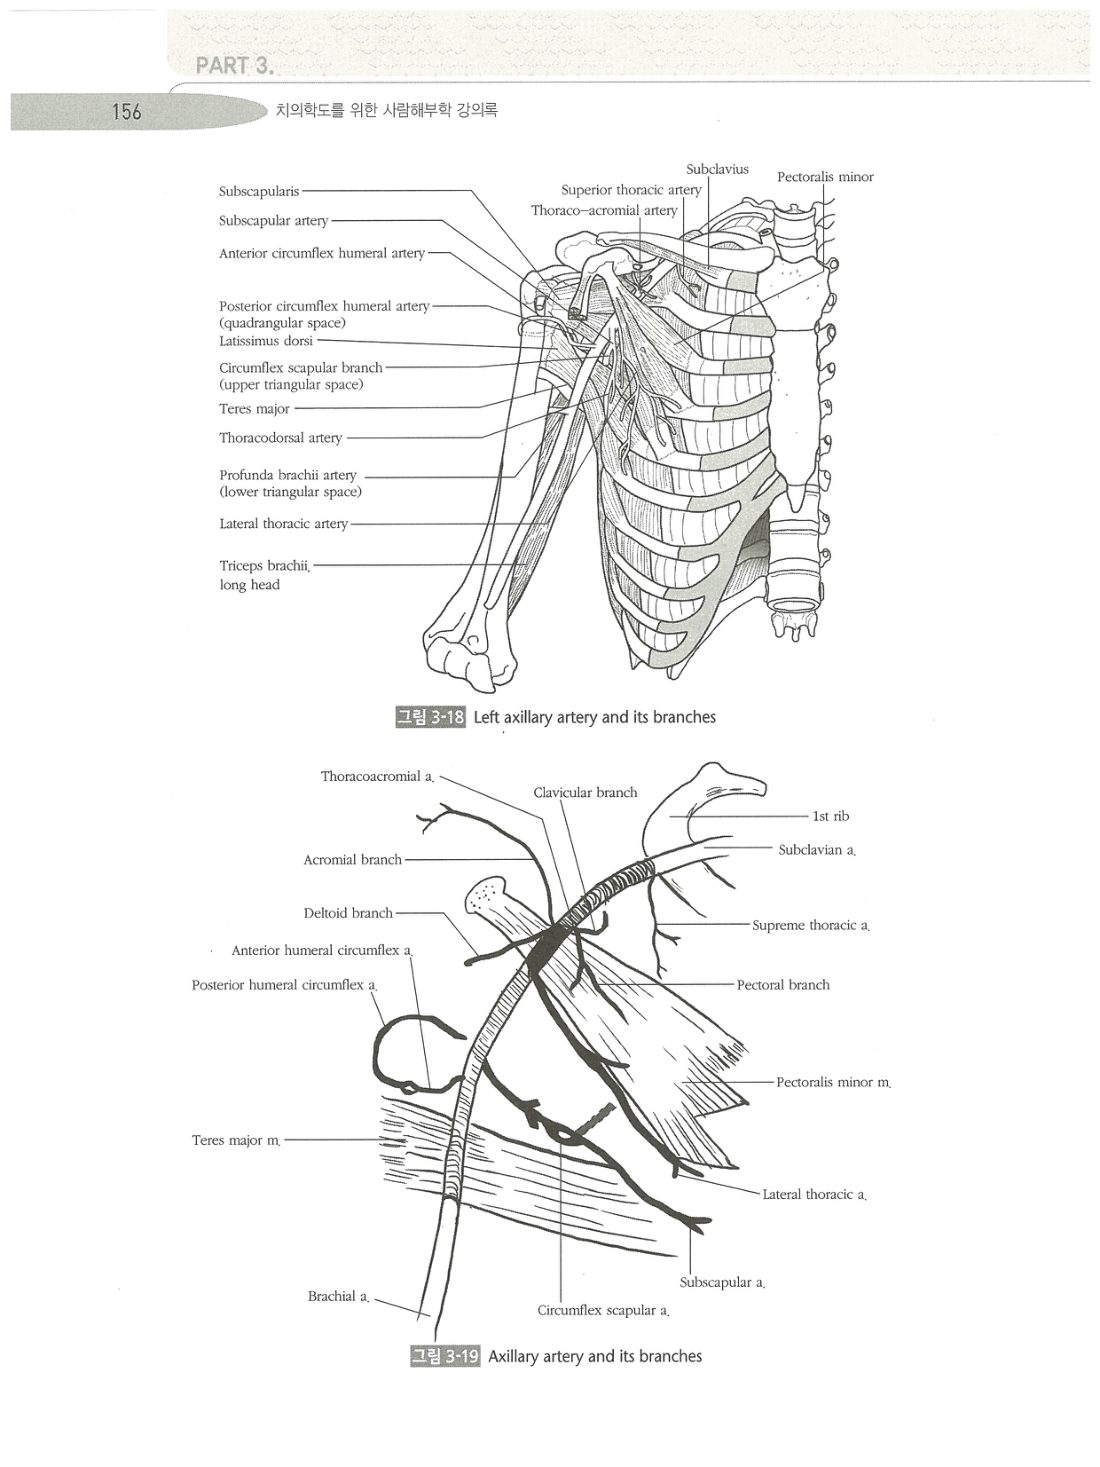 PART 3.
156
치의학도를 위한 사람해부학 강의록
Subclavius
Pectoralis minor
Superior thoracic artery
Thoraco-acromial artery
Subscapularis
Subscapular artery
Anterior circumflex humeral artery
Posterior circumflex humeral artery
(quadrangular space)
Latissimus dorsi
Circumflex scapular branch
(upper triangular space)
Teres major
Thoracodorsal artery
Profunda brachii artery
(lower triangular space)
Lateral thoracic artery
Triceps brachii,
long head
그림 3-18 Left axillary artery and its branches
Thoracoacromial a.
Clavicular branch
1st rib
Subclavian a.
Acromial branch
Deltoid branch
Supreme thoracic a.
Anterior humeral circumflex a.
Posterior humeral circumflex a.
Pectoral branch
Pectoralis minor m.
Teres major m.
Lateral thoracic a.
Subscapular a.
Brachial a.
Circumflex scapular a.
그림 3-19 Axillary artery and its branches